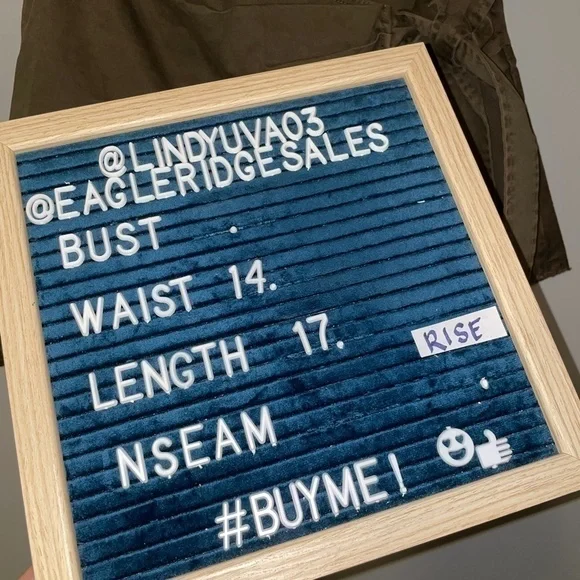 @LINDYUVA03
@EAGLERIDGESALES
BUST .
WAIST 14.
LENGTH 17.
RISE
NSEAM
#BUYME!